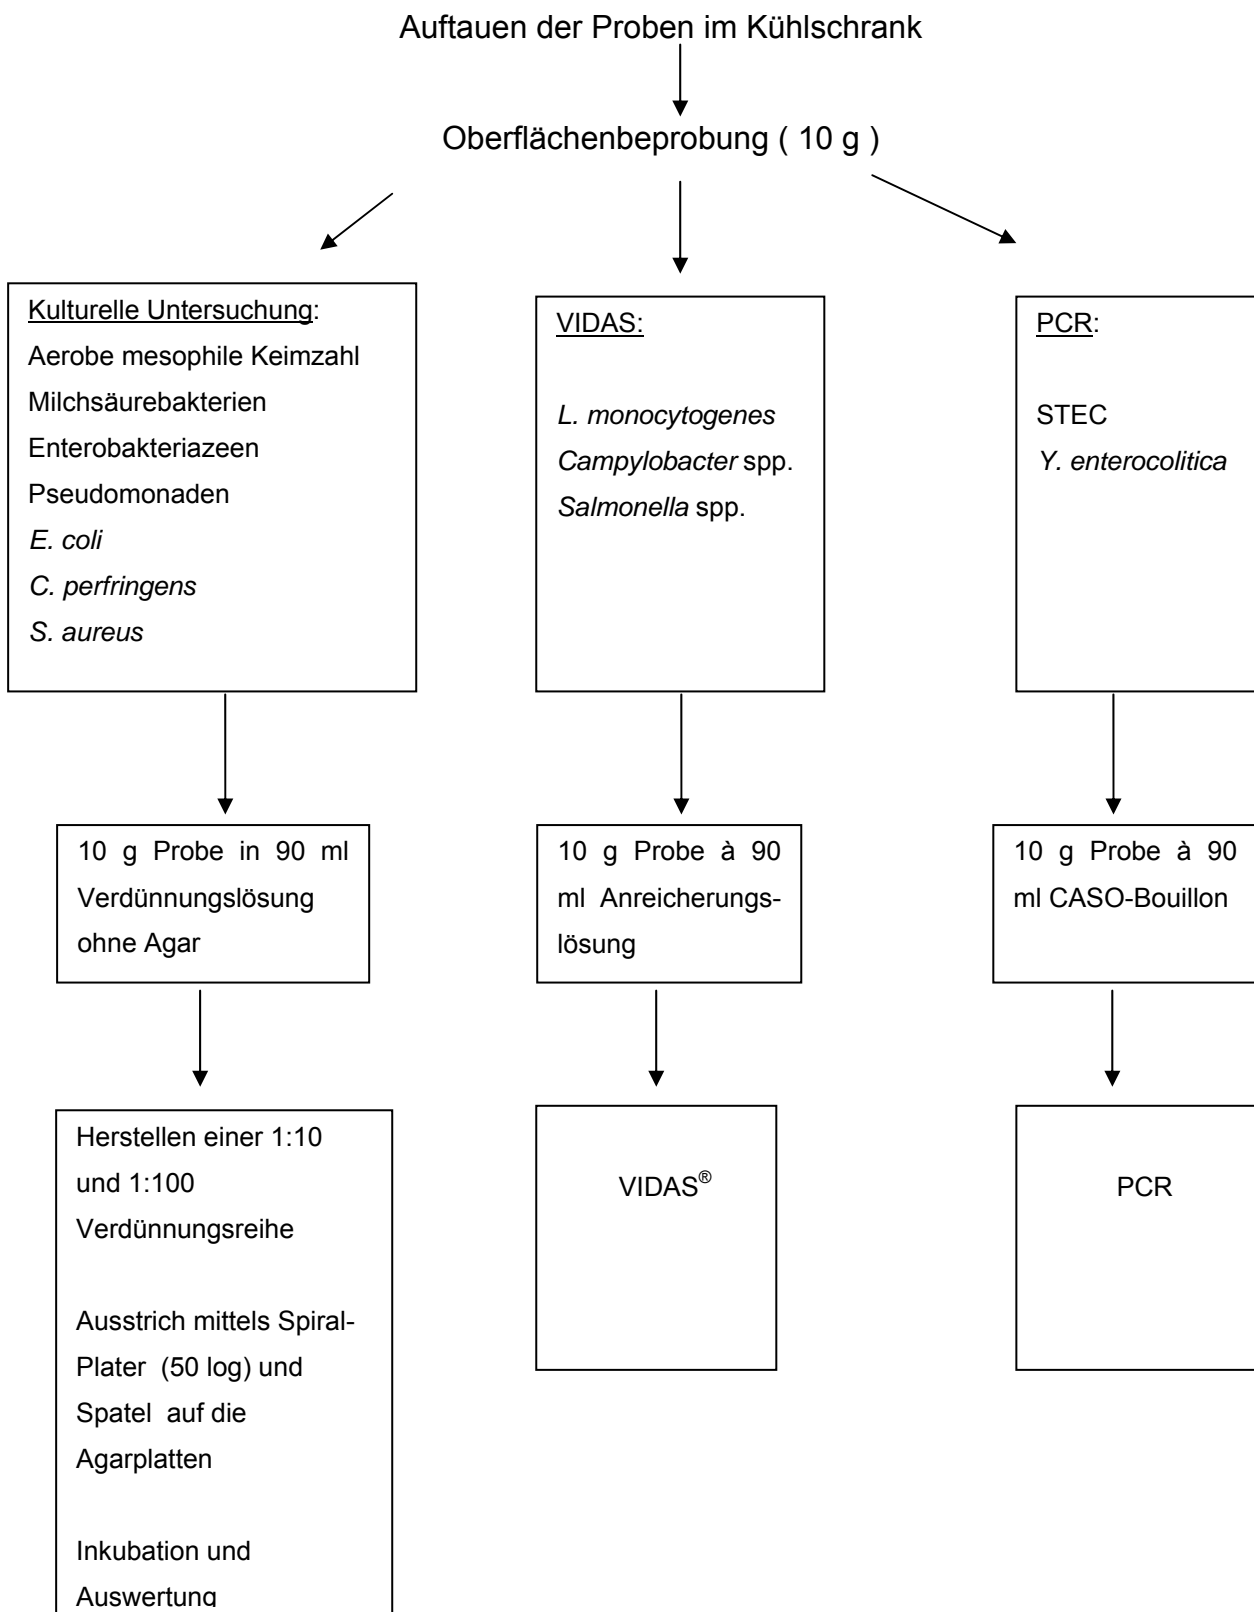 Auftauen der Proben im Kühlschrank
Oberflächenbeprobung ( 10 g )
Kulturelle Untersuchung:
Aerobe mesophile Keimzahl
Milchsäurebakterien
Enterobakteriazeen
Pseudomonaden
E. coli
C. perfringens
S. aureus
VIDAS:
L. monocytogenes
Campylobacter spp.
Salmonella spp.
PCR:
STEC
Y. enterocolitica
10 g Probe in 90 ml
Verdünnungslösung
ohne Agar
10 g Probe à 90
ml Anreicherungs-
lösung
10 g Probe à 90
ml CASO-Bouillon
Herstellen einer 1:10
und 1:100
Verdünnungsreihe
Ausstrich mittels Spiral-
Plater (50 log) und
Spatel auf die
Agarplatten
Inkubation und
Auswertung
VIDAS®
PCR